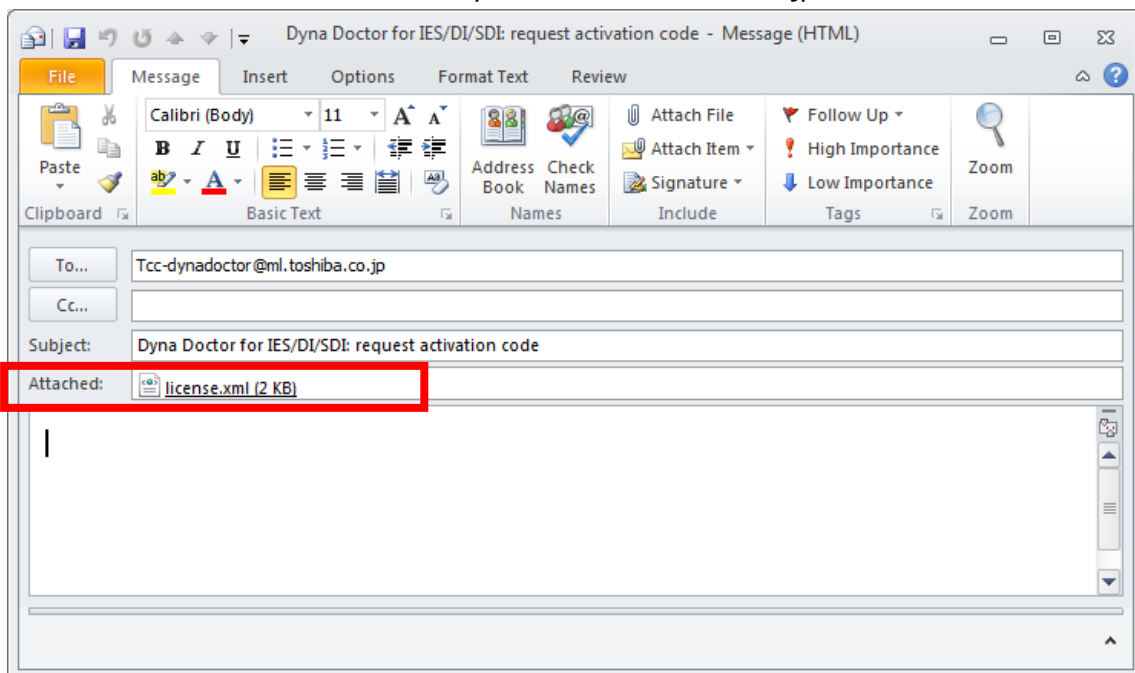 Dyna Doctor for IES/DI/SDI: request activation code - Message (HTML)
File Message Insert Options Format Text Review
Calibri (Body) 11 A A
Paste
B I U
ab A Aa
Address Book
Check Names
Attach File
Attach Item
Signature
Follow Up
High Importance
Low Importance
Zoom
Clipboard Basic Text Names Include Tags Zoom
To... Tcc-dynadoctor@ml.toshiba.co.jp
Cc...
Subject: Dyna Doctor for IES/DI/SDI: request activation code
Attached: license.xml (2 KB)